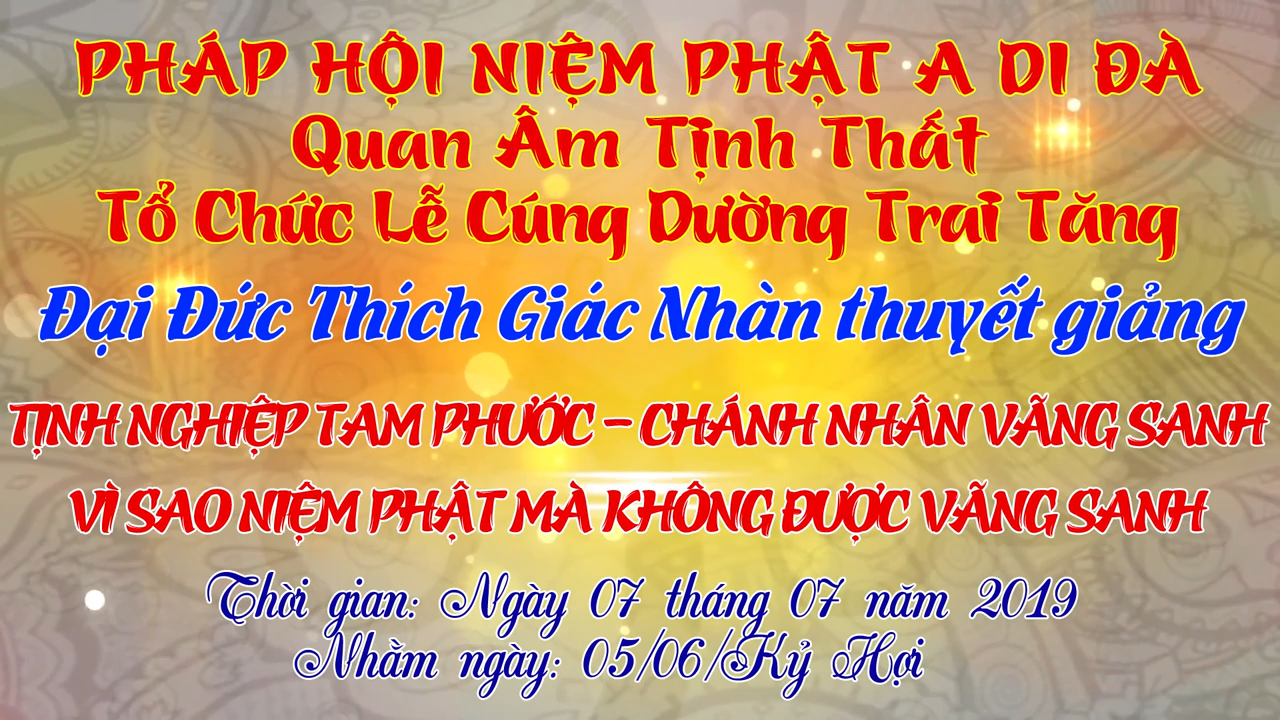 PHÁP HỘI NIỆM PHẬT A DI ĐÀ
Quan Âm Tịnh Thất
Tổ Chức Lễ Cúng Dường Trai Tăng
Đại Đức Thích Giác Nhàn thuyết giảng
TỊNH NGHIỆP TAM PHƯỚC – CHÁNH NHÂN VÃNG SANH
VÌ SAO NIỆM PHẬT MÀ KHÔNG ĐƯỢC VÃNG SANH
Thời gian: Ngày 07 tháng 07 năm 2019
Nhằm ngày: 05/06/Kỷ Hợi